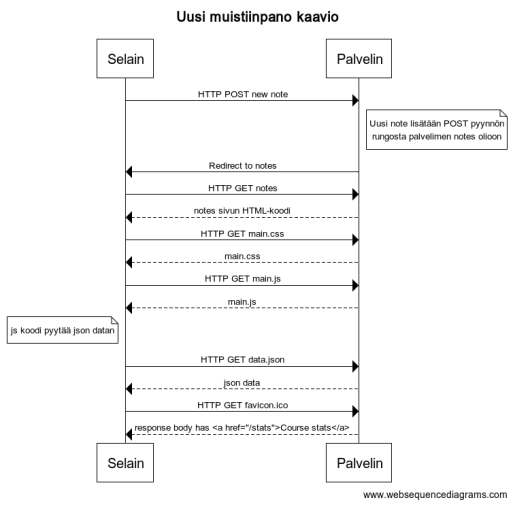 Uusi muistiinpano kaavio
Selain
Palvelin
HTTP POST new note
Uusi note lisätään POST pyynnön
rungosta palvelimen notes olioon
Redirect to notes
HTTP GET notes
notes sivun HTML-koodi
HTTP GET main.css
main.css
HTTP GET main.js
main.js
js koodi pyytää json datan
HTTP GET data.json
json data
HTTP GET favicon.ico
response body has <a href="/stats">Course stats</a>
Selain
Palvelin
www.websequencediagrams.com